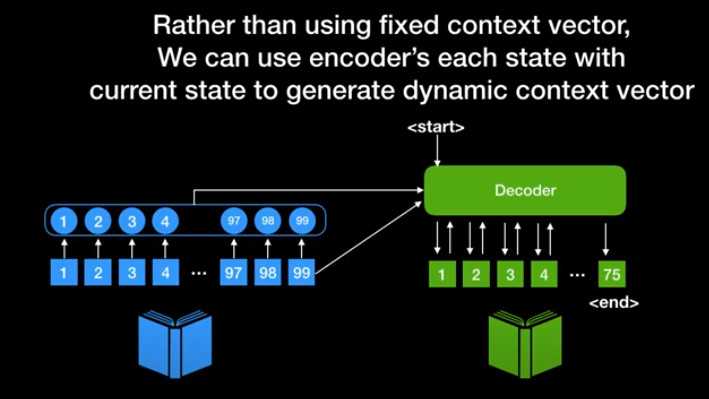 Rather than using fixed context vector,
We can use encoder's each state with
current state to generate dynamic context vector
<start>
Decoder
1 2 3 4 97 98 99
1 2 3 4 ... 97 98 99
1 2 3 4 ... 75
<end>